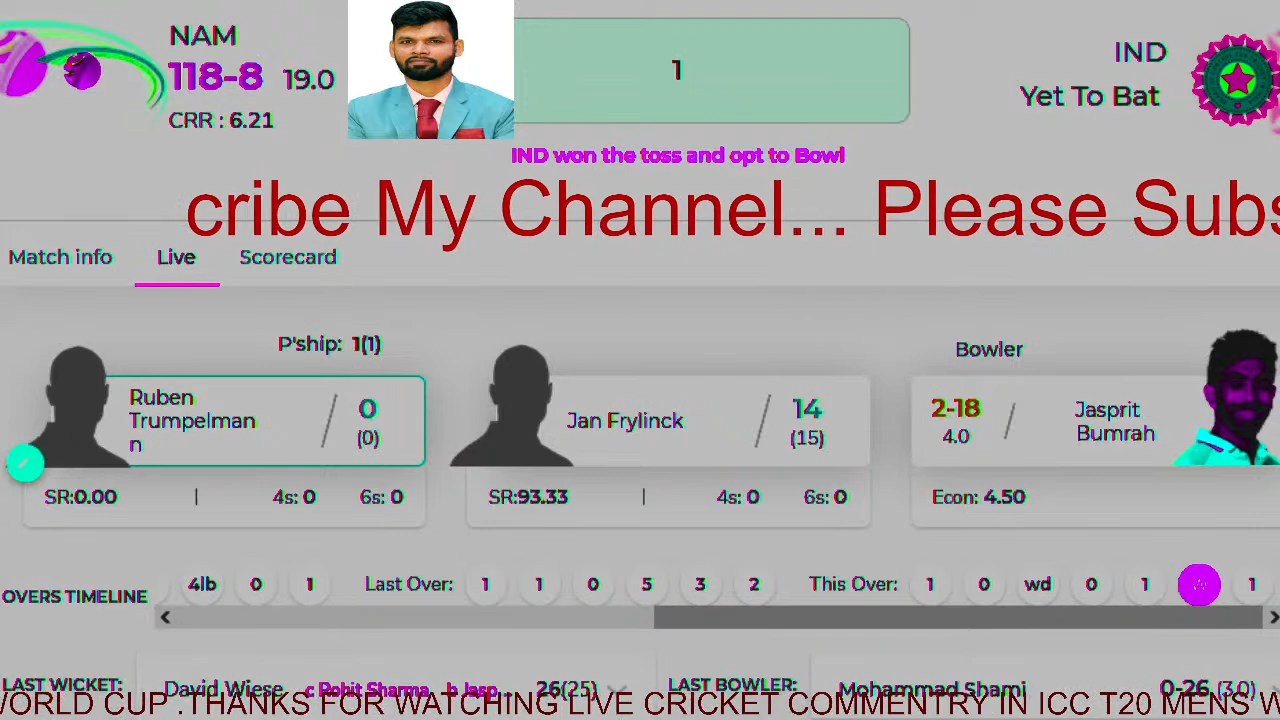 NAM
118-8 19.0
CRR : 6.21
1
IND
Yet To Bat
IND won the toss and opt to Bowl
cribe My Channel... Please Subs
Match info Live Scorecard
P'ship: 1(1)
Bowler
Ruben
Trumpelman
n
0
(0)
Jan Frylinck
14
(15)
2-18
4.0
Jasprit
Bumrah
SR:0.00 | 4s: 0 6s: 0
SR:93.33 | 4s: 0 6s: 0
Econ: 4.50
OVERS TIMELINE 4lb 0 1 Last Over: 1 1 0 5 3 2 This Over: 1 0 wd 0 1 1
LAST WICKET: David Wiese c Rohit Sharma b Jasp... 26(25) LAST BOWLER: Mohammad Shami 0-26 (3.0)
WORLD CUP .THANKS FOR WATCHING LIVE CRICKET COMMENTRY IN ICC T20 MENS W